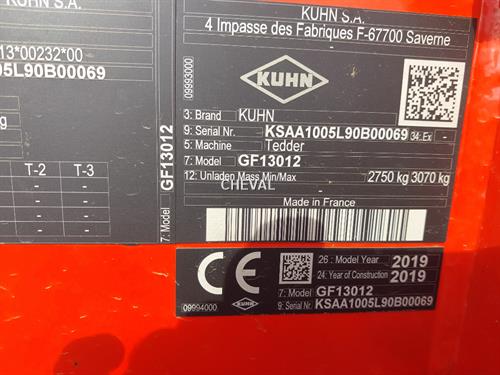 KUHN S.A.
13*00232*00
005L90B00069
g
T-2 T-3
7: Model GF13012
09993000
KUHN S.A.
4 Impasse des Fabriques F-67700 Saverne
KUHN
3: Brand KUHN
9: Serial Nr. KSAA1005L90B00069 34: Ex -
5: Machine Tedder
7: Model GF13012
12: Unladen Mass Min/Max 2750 kg 3070 kg
CHEVAL
Made in France
CE
09994000
KUHN
26: Model Year 2019
24: Year of Construction 2019
7: Model GF13012
9: Serial Nr. KSAA1005L90B00069